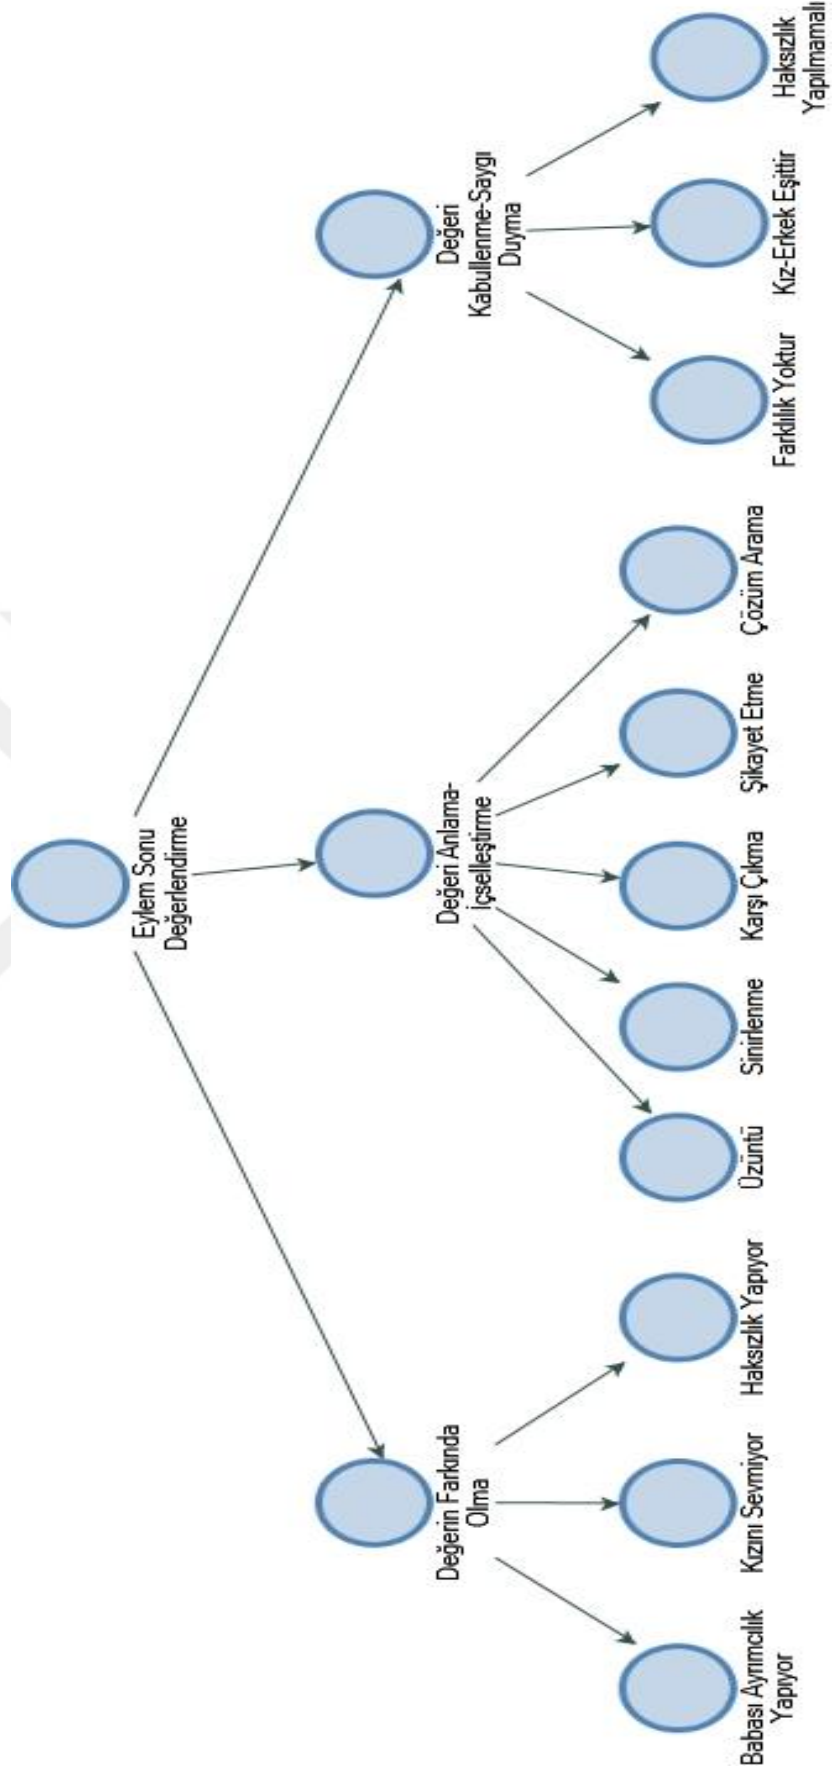 Eylem Sonu
Değerlendirme
Değerin Farkında
Olma
Değeri Anlama-
İçselleştirme
Değeri
Kabullenme-Saygı
Duyma
Babası Ayrımcılık
Yapıyor
Kızını Sevmiyor
Haksızlık Yapıyor
Üzüntü
Sinirlenme
Karşı Çıkma
Şikayet Etme
Çözüm Arama
Farklılık Yoktur
Kız-Erkek Eşittir
Haksızlık
Yapılmamalı